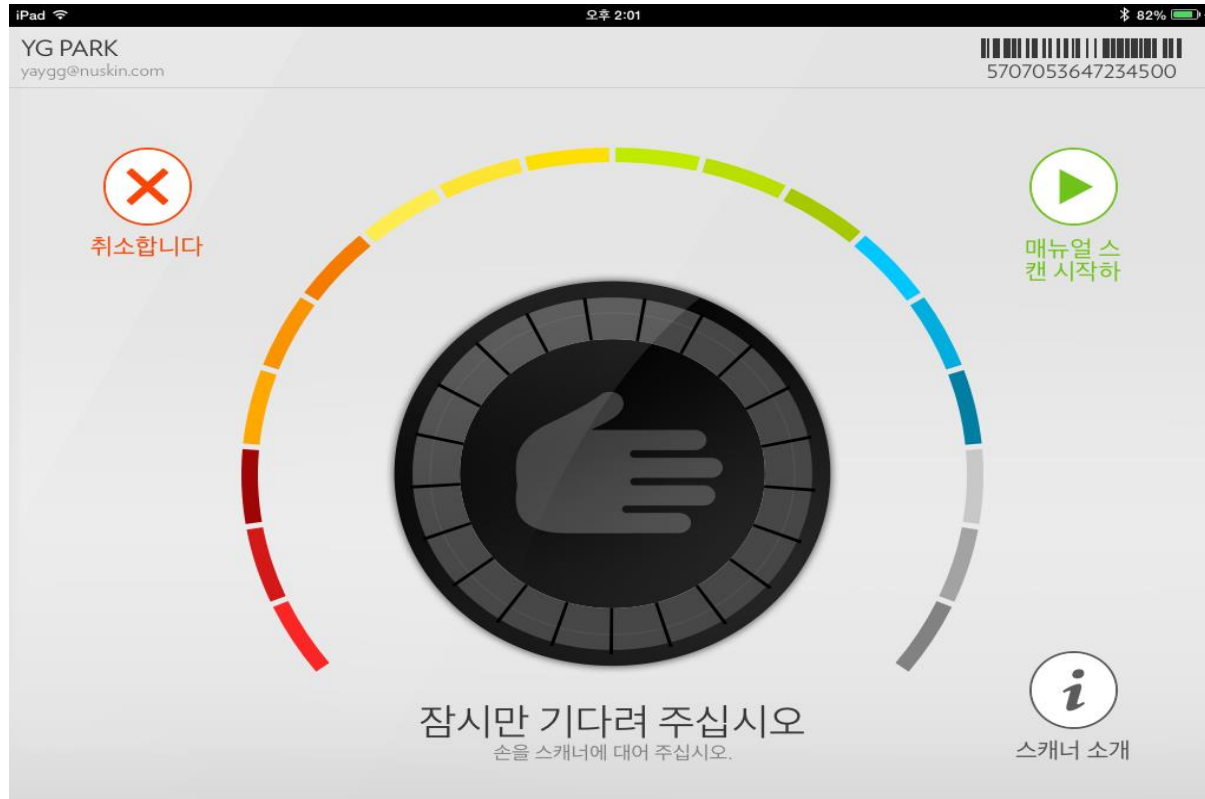 iPad 오후 2:01 82%
YG PARK
yaygg@nuskin.com
5707053647234500
취소합니다
매뉴얼 스
캔 시작하
잠시만 기다려 주십시오
손을 스캐너에 대어 주십시오.
스캐너 소개